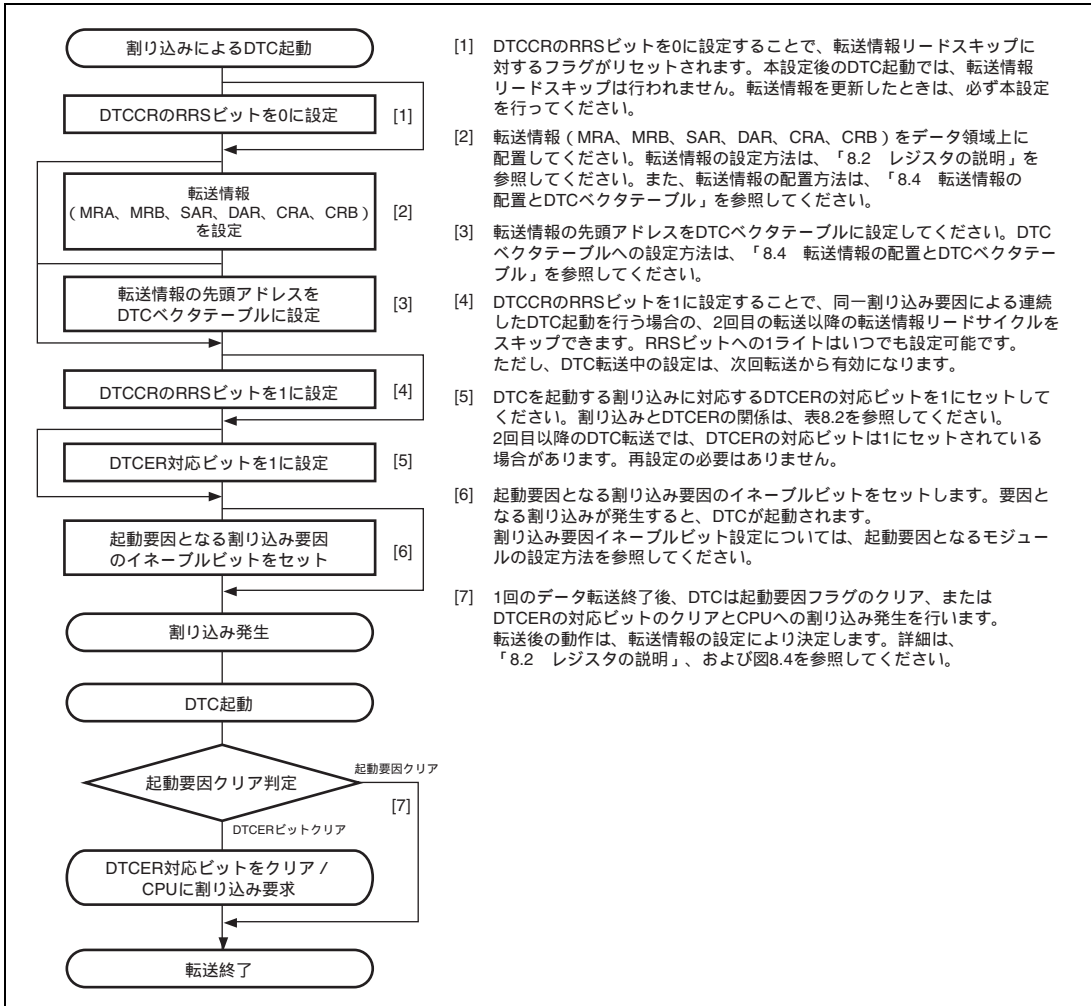 割り込みによるDTC起動
DTCCRのRRSビットを0に設定
[1]
転送情報
（MRA、MRB、SAR、DAR、CRA、CRB）
を設定
[2]
転送情報の先頭アドレスを
DTCベクタテーブルに設定
[3]
DTCCRのRRSビットを1に設定
[4]
DTCER対応ビットを1に設定
[5]
起動要因となる割り込み要因
のイネーブルビットをセット
[6]
割り込み発生
DTC起動
起動要因クリア判定
起動要因クリア
[7]
DTCERビットクリア
DTCER対応ビットをクリア /
CPUに割り込み要求
転送終了
[1] DTCCRのRRSビットを0に設定することで、転送情報リードスキップに
対するフラグがリセットされます。本設定後のDTC起動では、転送情報
リードスキップは行われません。転送情報を更新したときは、必ず本設定
を行ってください。
[2] 転送情報（MRA、MRB、SAR、DAR、CRA、CRB）をデータ領域上に
配置してください。転送情報の設定方法は、「8.2　レジスタの説明」を
参照してください。また、転送情報の配置方法は、「8.4　転送情報の
配置とDTCベクタテーブル」を参照してください。
[3] 転送情報の先頭アドレスをDTCベクタテーブルに設定してください。DTC
ベクタテーブルへの設定方法は、「8.4　転送情報の配置とDTCベクタテー
ブル」を参照してください。
[4] DTCCRのRRSビットを1に設定することで、同一割り込み要因による連続
したDTC起動を行う場合の、2回目の転送以降の転送情報リードサイクルを
スキップできます。RRSビットへの1ライトはいつでも設定可能です。
ただし、DTC転送中の設定は、次回転送から有効になります。
[5] DTCを起動する割り込みに対応するDTCERの対応ビットを1にセットして
ください。割り込みとDTCERの関係は、表8.2を参照してください。
2回目以降のDTC転送では、DTCERの対応ビットは1にセットされている
場合があります。再設定の必要はありません。
[6] 起動要因となる割り込み要因のイネーブルビットをセットします。要因と
なる割り込みが発生すると、DTCが起動されます。
割り込み要因イネーブルビット設定については、起動要因となるモジュー
ルの設定方法を参照してください。
[7] 1回のデータ転送終了後、DTCは起動要因フラグのクリア、または
DTCERの対応ビットのクリアとCPUへの割り込み発生を行います。
転送後の動作は、転送情報の設定により決定します。詳細は、
「8.2　レジスタの説明」、および図8.4を参照してください。